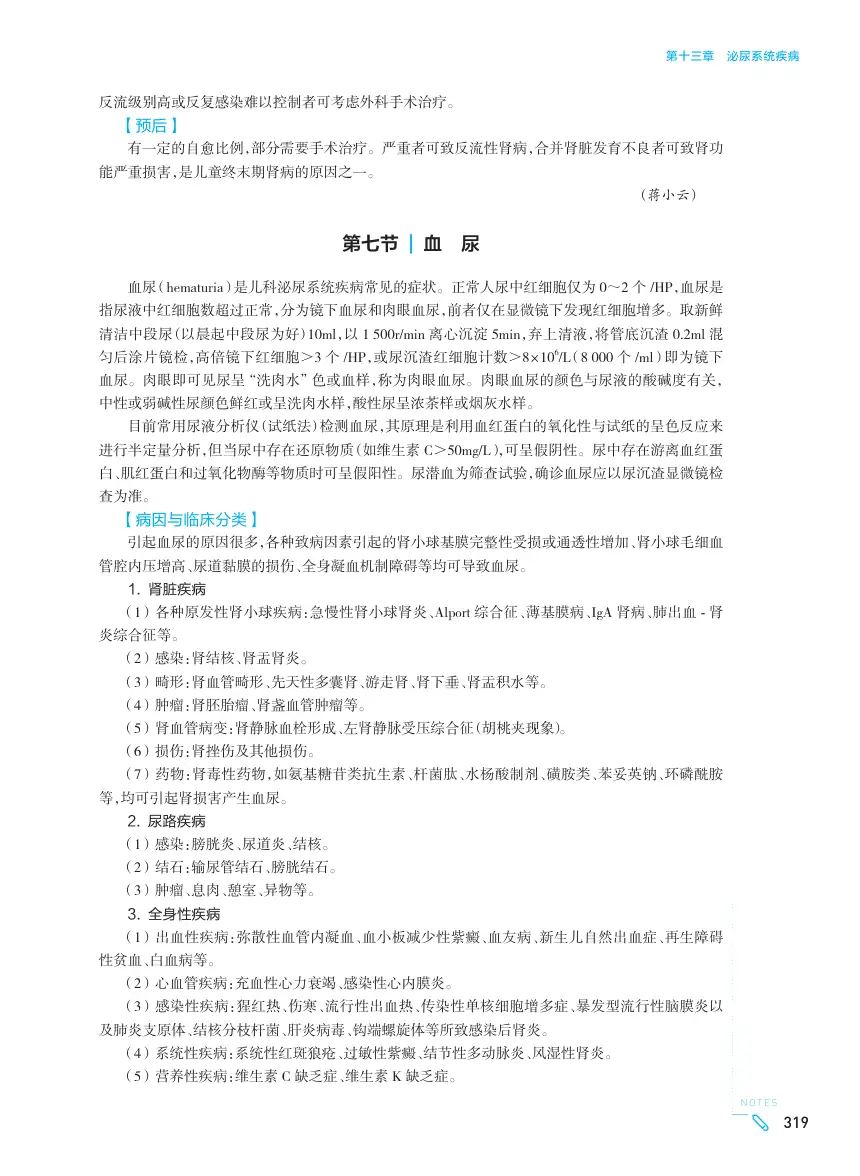 第十三章 泌尿系统疾病
反流级别高或反复感染难以控制者可考虑外科手术治疗。
【预后】
有一定的自愈比例,部分需要手术治疗。严重者可致反流性肾病,合并肾脏发育不良者可致肾功
能严重损害,是儿童终末期肾病的原因之一。
(蒋小云)
第七节 | 血 尿
血尿(hematuria)是儿科泌尿系统疾病常见的症状。正常人尿中红细胞仅为 0~2 个 /HP,血尿是
指尿液中红细胞数超过正常,分为镜下血尿和肉眼血尿,前者仅在显微镜下发现红细胞增多。取新鲜
清洁中段尿(以晨起中段尿为好)10ml,以 1 500r/min 离心沉淀 5min,弃上清液,将管底沉渣 0.2ml 混
匀后涂片镜检,高倍镜下红细胞>3 个 /HP,或尿沉渣红细胞计数>8×10⁶/L(8 000 个 /ml)即为镜下
血尿。肉眼即可见尿呈 “洗肉水” 色或血样,称为肉眼血尿。肉眼血尿的颜色与尿液的酸碱度有关,
中性或弱碱性尿颜色鲜红或呈洗肉水样,酸性尿呈浓茶样或烟灰水样。
目前常用尿液分析仪(试纸法)检测血尿,其原理是利用血红蛋白的氧化性与试纸的呈色反应来
进行半定量分析,但当尿中存在还原物质(如维生素 C>50mg/L),可呈假阴性。尿中存在游离血红蛋
白、肌红蛋白和过氧化物酶等物质时可呈假阳性。尿潜血为筛查试验,确诊血尿应以尿沉渣显微镜检
查为准。
【病因与临床分类】
引起血尿的原因很多,各种致病因素引起的肾小球基膜完整性受损或通透性增加、肾小球毛细血
管腔内压增高、尿道黏膜的损伤、全身凝血机制障碍等均可导致血尿。
1. 肾脏疾病
(1)各种原发性肾小球疾病:急慢性肾小球肾炎、Alport 综合征、薄基膜病、IgA 肾病、肺出血 - 肾
炎综合征等。
(2)感染:肾结核、肾盂肾炎。
(3)畸形:肾血管畸形、先天性多囊肾、游走肾、肾下垂、肾盂积水等。
(4)肿瘤:肾胚胎瘤、肾盏血管肿瘤等。
(5)肾血管病变:肾静脉血栓形成、左肾静脉受压综合征(胡桃夹现象)。
(6)损伤:肾挫伤及其他损伤。
(7)药物:肾毒性药物,如氨基糖苷类抗生素、杆菌肽、水杨酸制剂、磺胺类、苯妥英钠、环磷酰胺
等,均可引起肾损害产生血尿。
2. 尿路疾病
(1)感染:膀胱炎、尿道炎、结核。
(2)结石:输尿管结石、膀胱结石。
(3)肿瘤、息肉、憩室、异物等。
3. 全身性疾病
(1)出血性疾病:弥散性血管内凝血、血小板减少性紫癜、血友病、新生儿自然出血症、再生障碍
性贫血、白血病等。
(2)心血管疾病:充血性心力衰竭、感染性心内膜炎。
(3)感染性疾病:猩红热、伤寒、流行性出血热、传染性单核细胞增多症、暴发型流行性脑膜炎以
及肺炎支原体、结核分枝杆菌、肝炎病毒、钩端螺旋体等所致感染后肾炎。
(4)系统性疾病:系统性红斑狼疮、过敏性紫癜、结节性多动脉炎、风湿性肾炎。
(5)营养性疾病:维生素 C 缺乏症、维生素 K 缺乏症。
NOTES
319